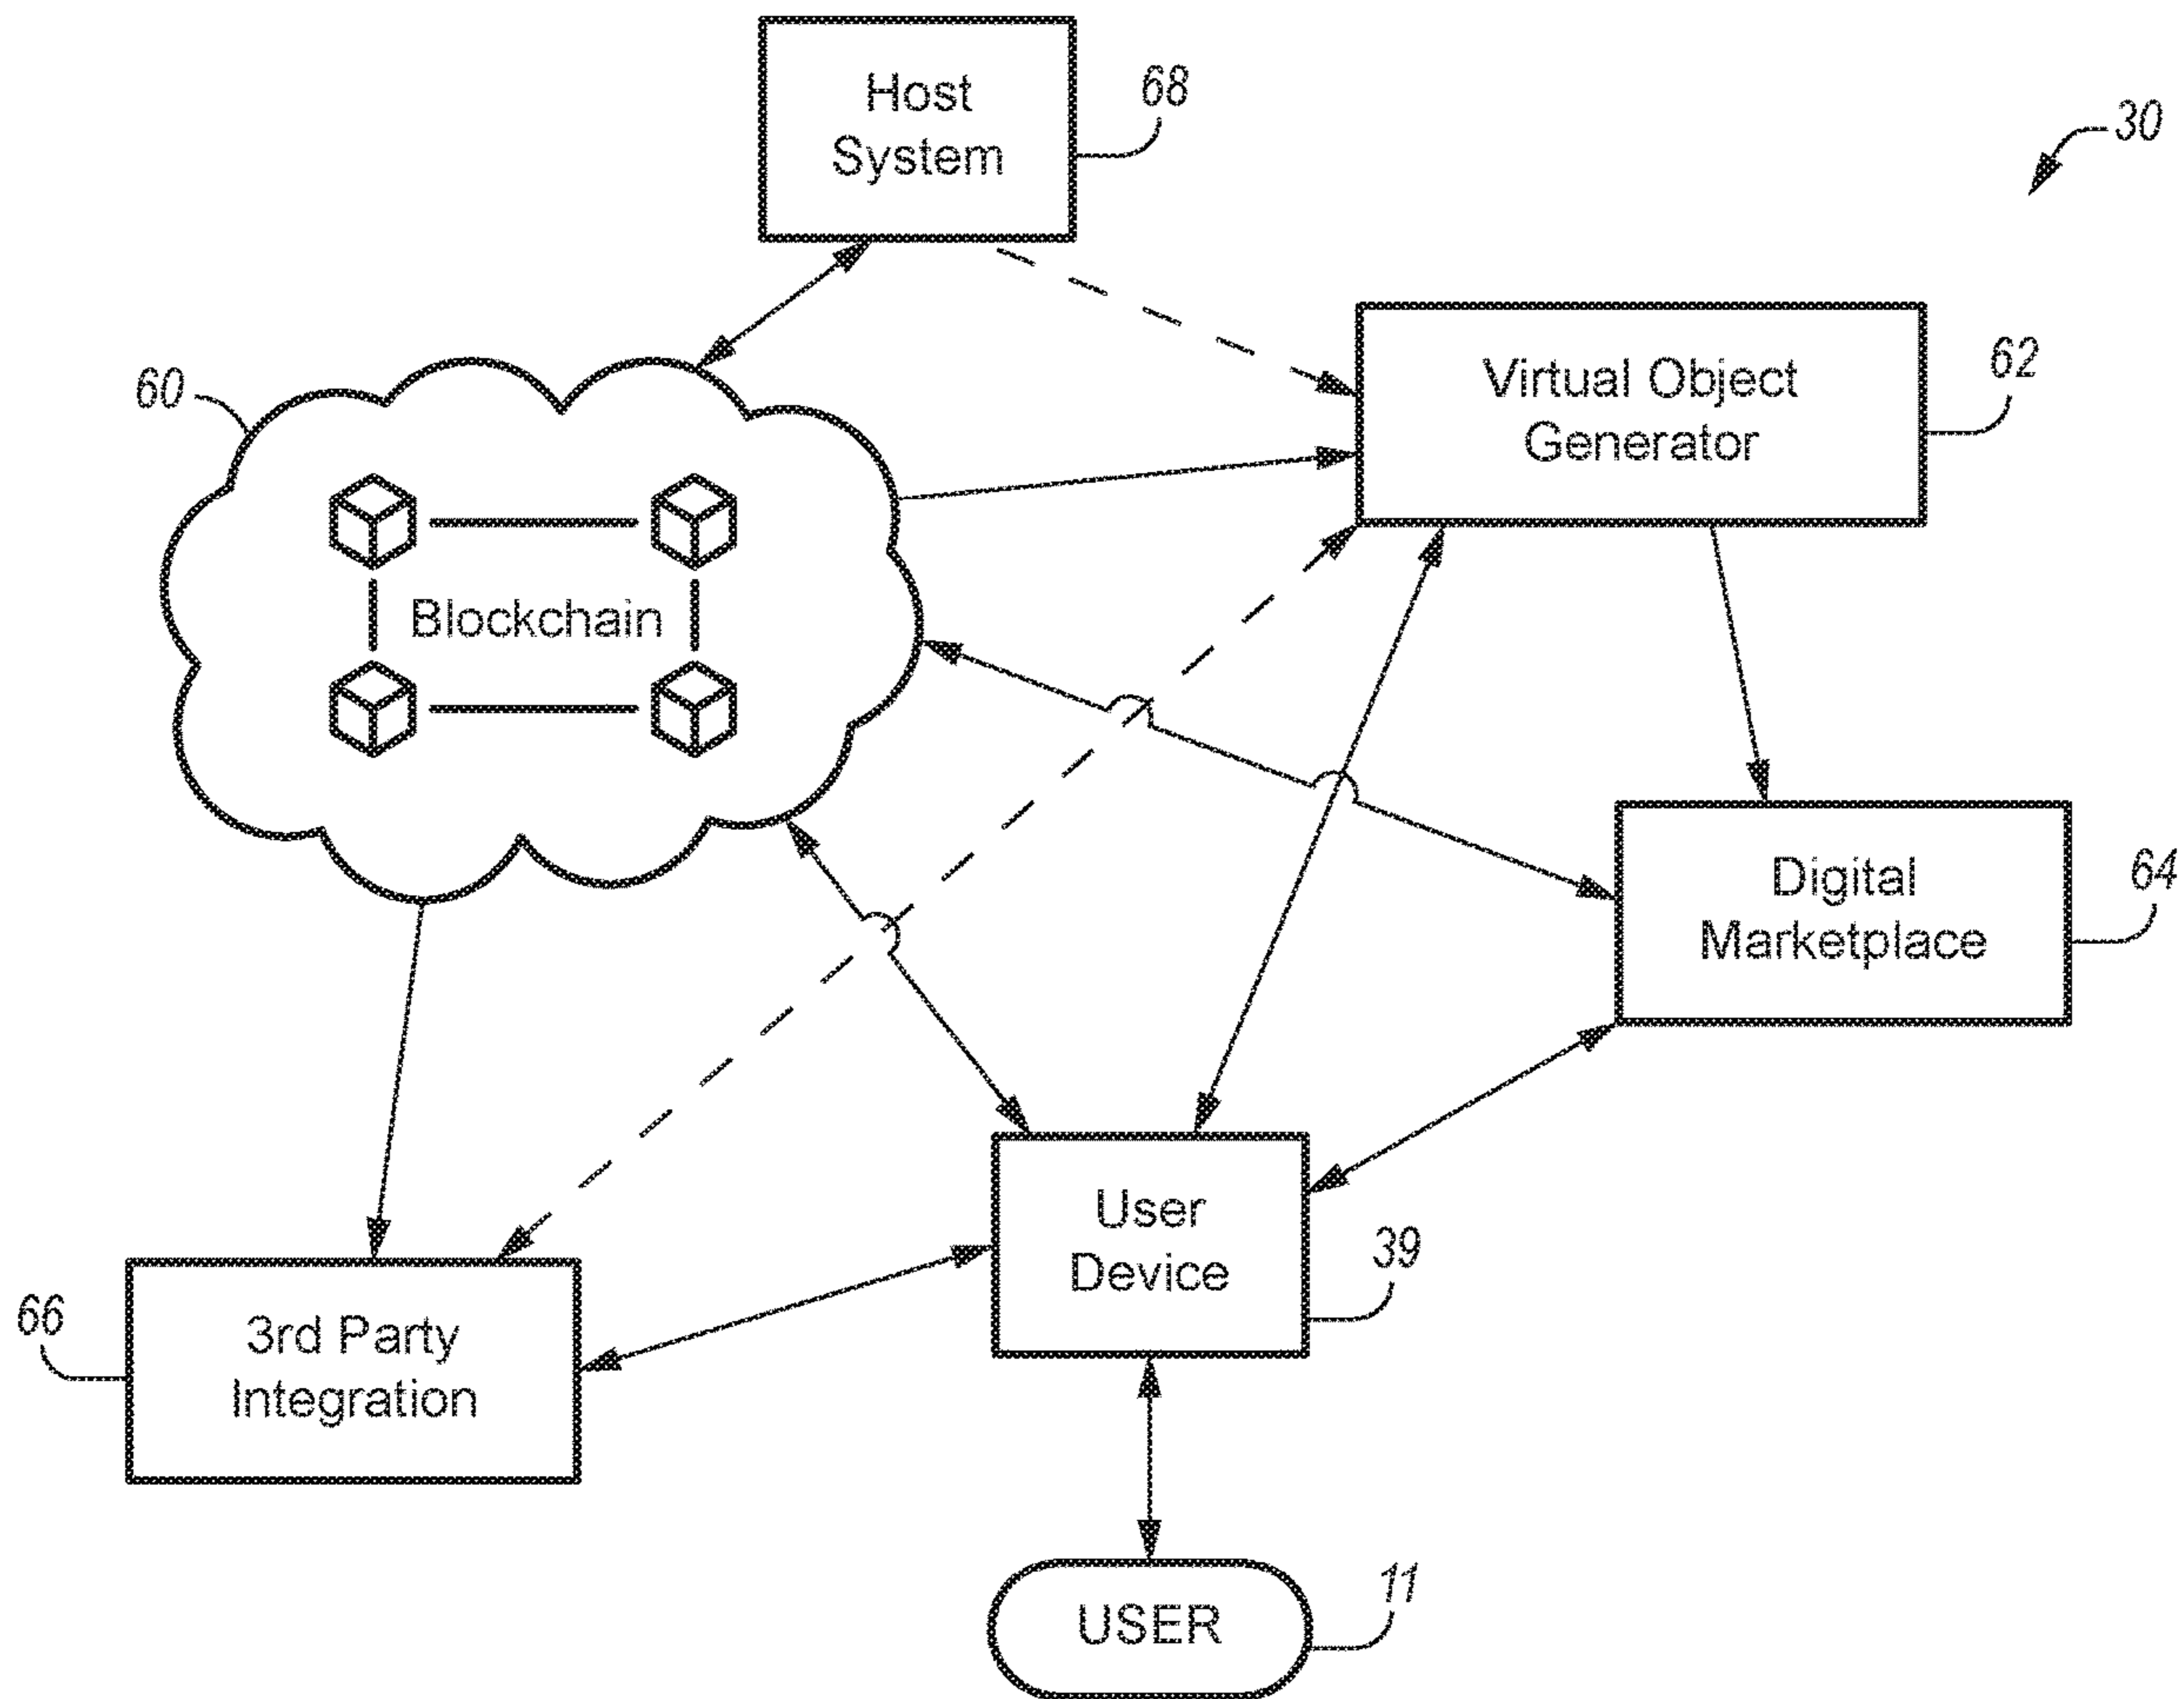 Host
System
68
30
60
Virtual Object
Generator
62
Blockchain
Digital
Marketplace
64
User
Device
39
66
3rd Party
Integration
USER
11